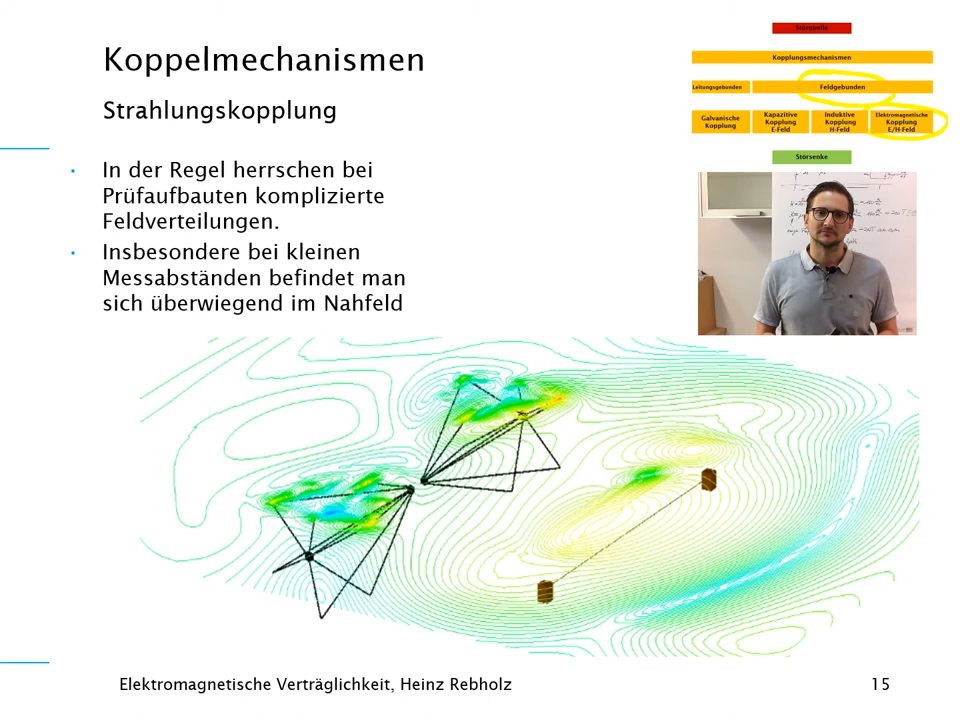 Koppelmechanismen
Strahlungskopplung
• In der Regel herrschen bei
Prüfaufbauten komplizierte
Feldverteilungen.
• Insbesondere bei kleinen
Messabständen befindet man
sich überwiegend im Nahfeld
Störquelle
Kopplungsmechanismen
Leitungsgebunden
Feldgebunden
Galvanische
Kopplung
Kapazitive
Kopplung
E-Feld
Induktive
Kopplung
H-Feld
Elektromagnetische
Kopplung
E/H-Feld
Störsenke
Elektromagnetische Verträglichkeit, Heinz Rebholz
15